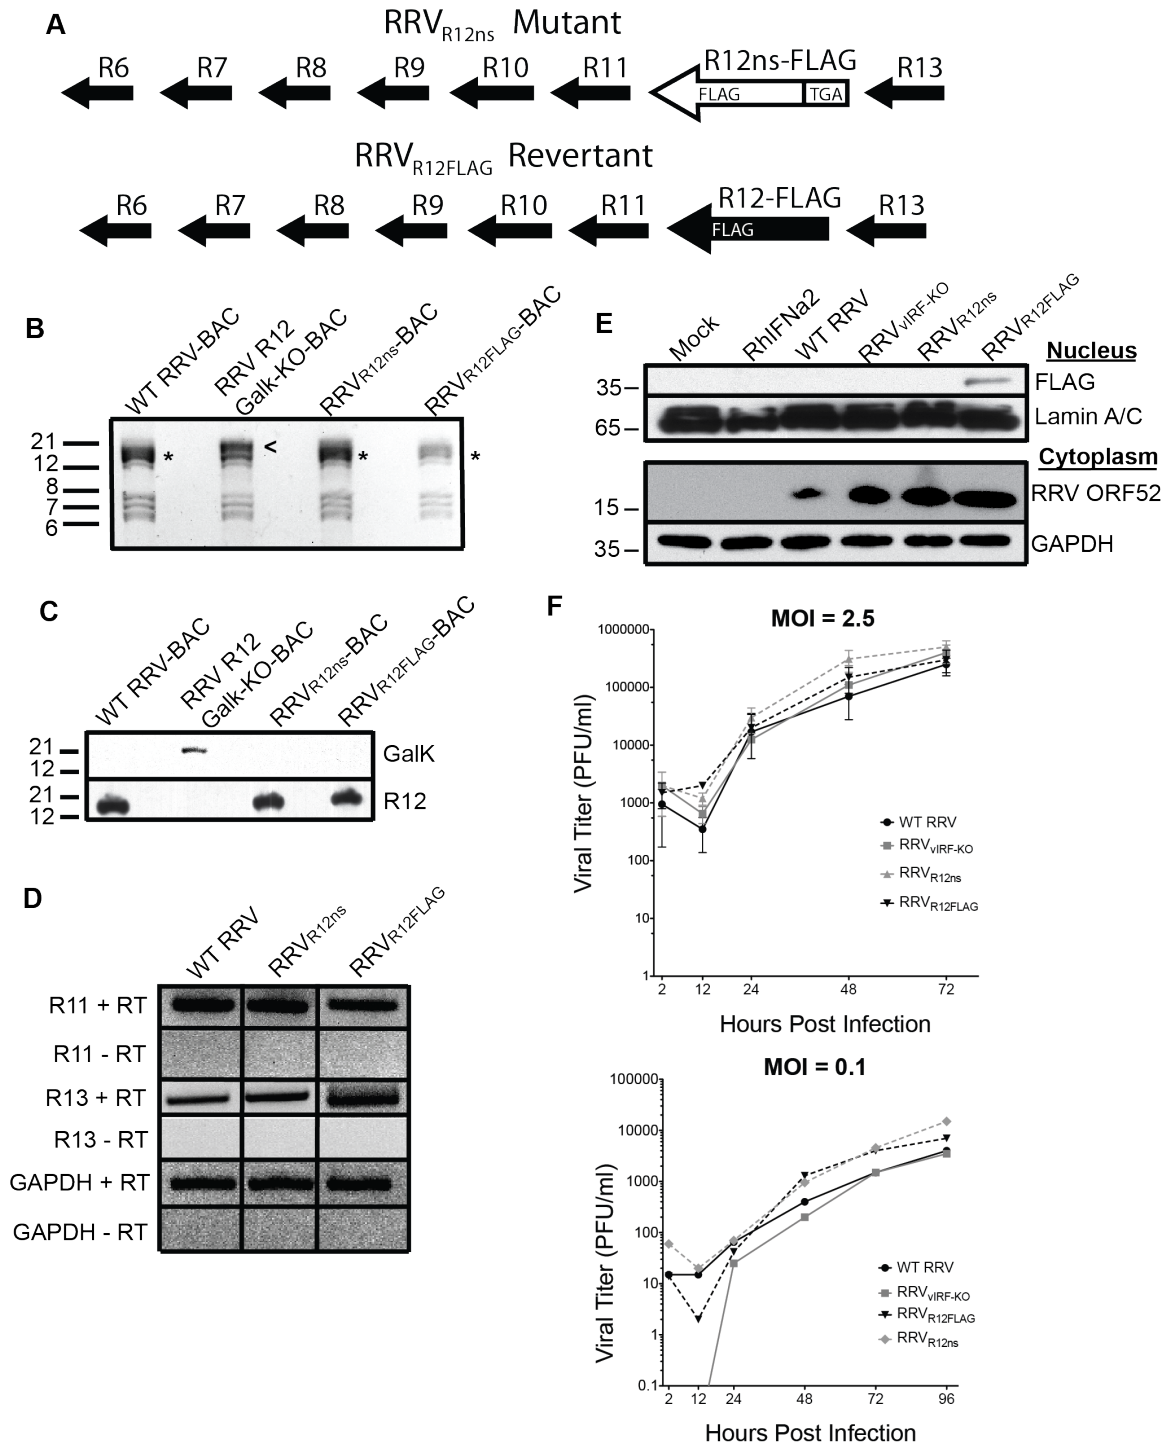 A
RRVR12ns Mutant
R6 R7 R8 R9 R10 R11 R12ns-FLAG R13
FLAG TGA
RRVR12FLAG Revertant
R6 R7 R8 R9 R10 R11 R12-FLAG R13
FLAG
B
WT RRV-BAC
RRV R12
Galk-KO-BAC
RRVR12ns-BAC
RRVR12FLAG-BAC
21
12
8
7
6
* < * *
C
WT RRV-BAC
RRV R12
Galk-KO-BAC
RRVR12ns-BAC
RRVR12FLAG-BAC
21
12
GalK
21
12
R12
D
WT RRV
RRVR12ns
RRVR12FLAG
R11 + RT
R11 - RT
R13 + RT
R13 - RT
GAPDH + RT
GAPDH - RT
E
Mock
RhIFNa2
WT RRV
RRVvIRF-KO
RRVR12ns
RRVR12FLAG
Nucleus
35
FLAG
65
Lamin A/C
Cytoplasm
15
RRV ORF52
35
GAPDH
F
MOI = 2.5
Viral Titer (PFU/ml)
1000000
100000
10000
1000
100
10
1
WT RRV
RRVvIRF-KO
RRVR12ns
RRVR12FLAG
2 12 24 48 72
Hours Post Infection
MOI = 0.1
Viral Titer (PFU/ml)
100000
10000
1000
100
10
1
0.1
WT RRV
RRVvIRF-KO
RRVR12FLAG
RRVR12ns
2 12 24 48 72 96
Hours Post Infection